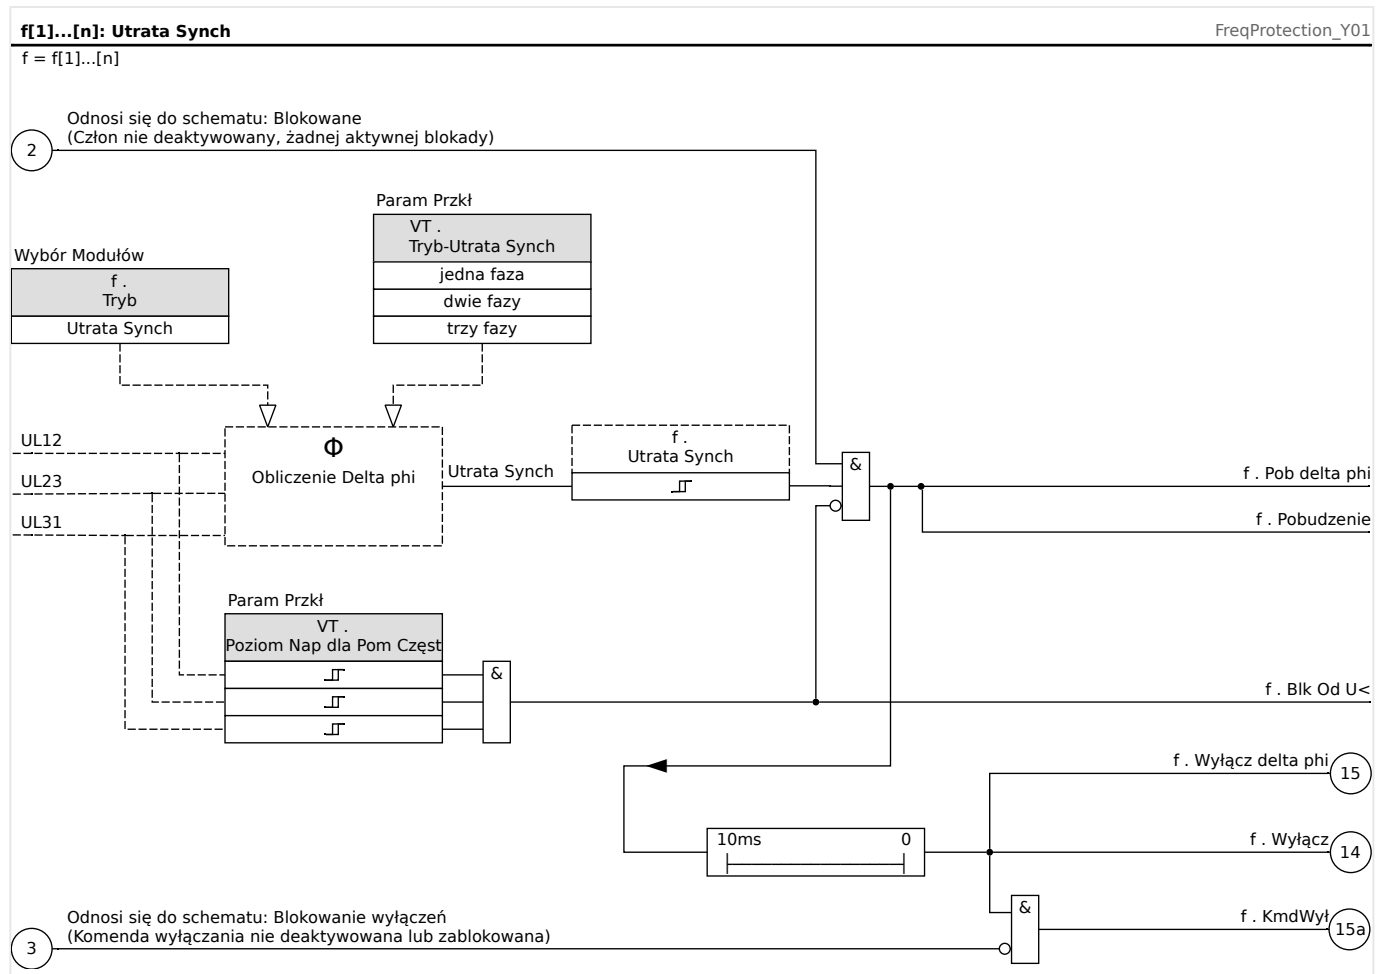 f[1]...[n]: Utrata Synch
FreqProtection_Y01
f = f[1]...[n]
Odnosi się do schematu: Blokowane
(Człon nie deaktywowany, żadnej aktywnej blokady)
2
Param Przkł
VT .
Tryb-Utrata Synch
jedna faza
dwie fazy
trzy fazy
Wybór Modułów
f .
Tryb
Utrata Synch
UL12
UL23
UL31
Φ
Obliczenie Delta phi
Utrata Synch
f .
Utrata Synch
&
f . Pob delta phi
f . Pobudzenie
Param Przkł
VT .
Poziom Nap dla Pom Częst
&
f . Blk Od U<
f . Wyłącz delta phi
15
10ms 0
f . Wyłącz
14
&
f . KmdWył
15a
Odnosi się do schematu: Blokowanie wyłączeń
(Komenda wyłączania nie deaktywowana lub zablokowana)
3